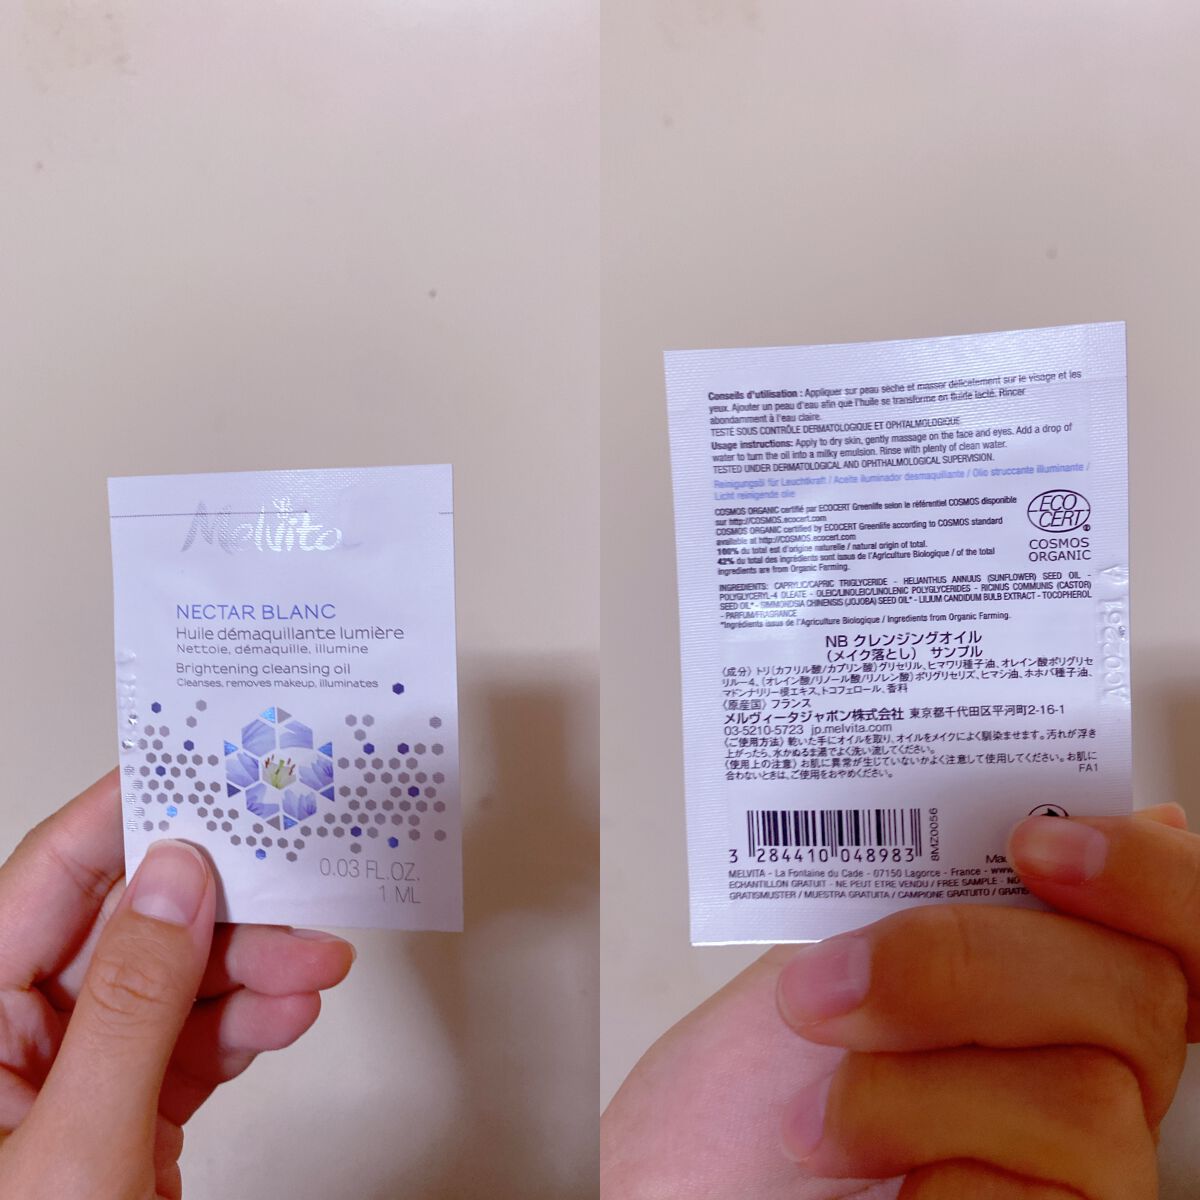 Melvita
NECTAR BLANC
Huile démaquillante lumière
Nettoie, démaquille, illumine
Brightening cleansing oil
Cleanses, removes makeup, illuminates
0.03 FL.OZ.
1 ML
Conseils d'utilisation : Appliquer sur peau sèche et masser délicatement sur le visage et les
yeux. Ajouter un peau d'eau afin que l'huile se transforme en fluide lacté. Rincer
abondamment à l'eau claire.
TESTÉ SOUS CONTRÔLE DERMATOLOGIQUE ET OPHTALMOLOGIQUE.
Usage instructions: Apply to dry skin, gently massage on the face and eyes. Add a drop of
water to turn the oil into a milky emulsion. Rinse with plenty of clean water.
TESTED UNDER DERMATOLOGICAL AND OPHTHALMOLOGICAL SUPERVISION.
Reinigungsöl für Leuchtkraft / Aceite iluminador desmaquillante / Olio struccante illuminante /
Licht reinigende olie
COSMOS ORGANIC certifié par ECOCERT Greenlife selon le référentiel COSMOS disponible
sur http://COSMOS.ecocert.com
COSMOS ORGANIC certified by ECOCERT Greenlife according to COSMOS standard
available at http://COSMOS.ecocert.com
100% du total est d'origine naturelle / natural origin of total.
42% du total des ingrédients sont issus de l'Agriculture Biologique / of the total
ingredients are from Organic Farming.
ECO
CERT
COSMOS
ORGANIC
INGREDIENTS: CAPRYLIC/CAPRIC TRIGLYCERIDE - HELIANTHUS ANNUUS (SUNFLOWER) SEED OIL -
POLYGLYCERYL-4 OLEATE - OLEIC/LINOLEIC/LINOLENIC POLYGLYCERIDES - RICINUS COMMUNIS (CASTOR)
SEED OIL* - SIMMONDSIA CHINENSIS (JOJOBA) SEED OIL* - LILIUM CANDIDUM BULB EXTRACT - TOCOPHEROL
- PARFUM/FRAGRANCE
*Ingrédients issus de l'Agriculture Biologique / Ingredients from Organic Farming.
NB クレンジングオイル
（メイク落とし） サンプル
〈成分〉トリ（カプリル酸/カプリン酸）グリセリル、ヒマワリ種子油、オレイン酸ポリグリセ
リル－4、（オレイン酸/リノール酸/リノレン酸）ポリグリセリズ、ヒマシ油、ホホバ種子油、
マドンナリリー根エキス、トコフェロール、香料
〈原産国〉フランス
メルヴィータジャポン株式会社 東京都千代田区平河町2-16-1
03-5210-5723 jp.melvita.com
〈ご使用方法〉乾いた手にオイルを取り、オイルをメイクによく馴染ませます。汚れが浮き
上がったら、水かぬるま湯でよく洗い流してください。
〈使用上の注意〉お肌に異常が生じていないかよく注意して使用してください。お肌に
合わないときは、ご使用をおやめください。
FA1
3 284410 048983
8MZ0056
MELVITA - La Fontaine du Cade - 07150 Lagorce - France - www
ECHANTILLON GRATUIT - NE PEUT ETRE VENDU / FREE SAMPLE - NO
GRATISMUSTER / MUESTRA GRATUITA / CAMPIONE GRATUITO / GRATIS